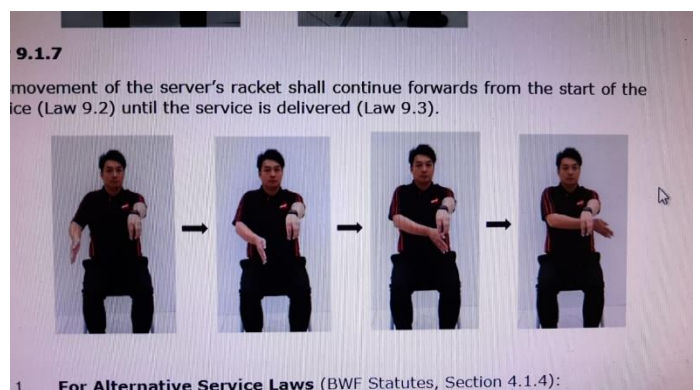 9.1.7
movement of the server's racket shall continue forwards from the start of the
ice (Law 9.2) until the service is delivered (Law 9.3).
1 For Alternative Service Laws (BWF Statutes, Section 4.1.4):